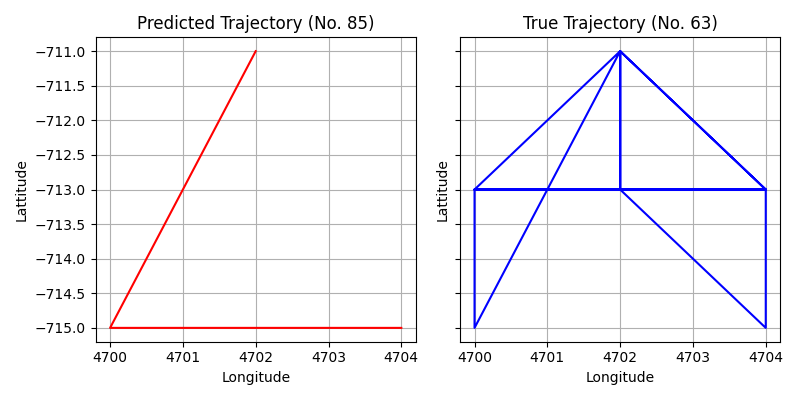 Predicted Trajectory (No. 85)
True Trajectory (No. 63)
Lattitude
−711.0
−711.5
−712.0
−712.5
−713.0
−713.5
−714.0
−714.5
−715.0
4700 4701 4702 4703 4704
Longitude
Lattitude
4700 4701 4702 4703 4704
Longitude